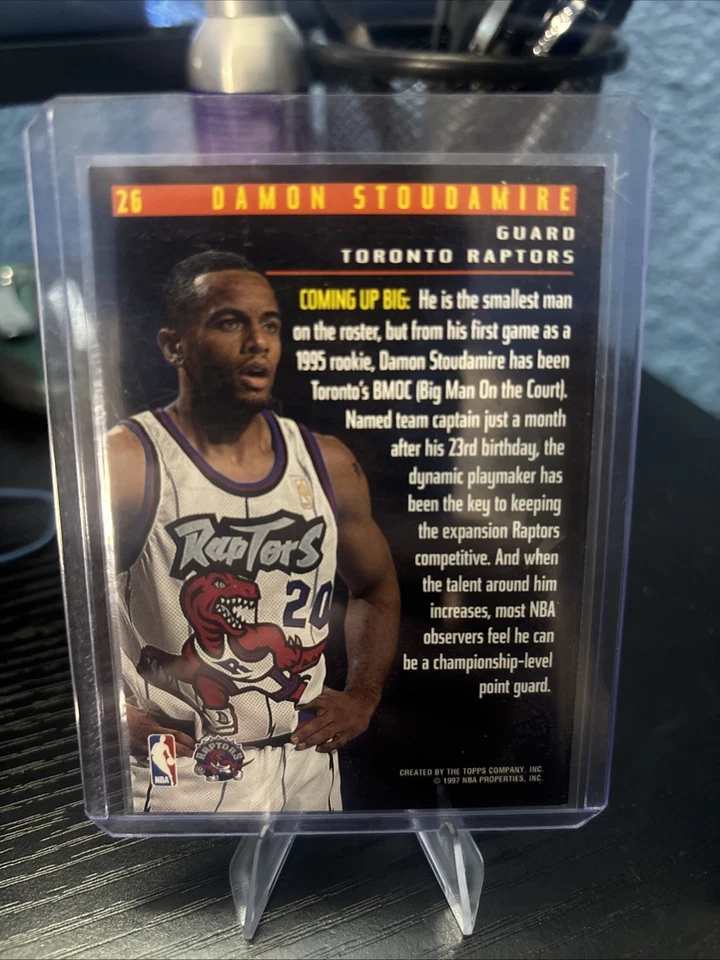 26 DAMON STOUDAMIRE
GUARD
TORONTO RAPTORS
COMING UP BIG: He is the smallest man
on the roster, but from his first game as a
1995 rookie, Damon Stoudamire has been
Toronto's BMOC (Big Man On the Court).
Named team captain just a month
after his 23rd birthday, the
dynamic playmaker has
been the key to keeping
the expansion Raptors
competitive. And when
the talent around him
increases, most NBA
observers feel he can
be a championship-level
point guard.
RAPTORS
20
R
NBA
RAPTORS
CREATED BY THE TOPPS COMPANY, INC.
© 1997 NBA PROPERTIES, INC.